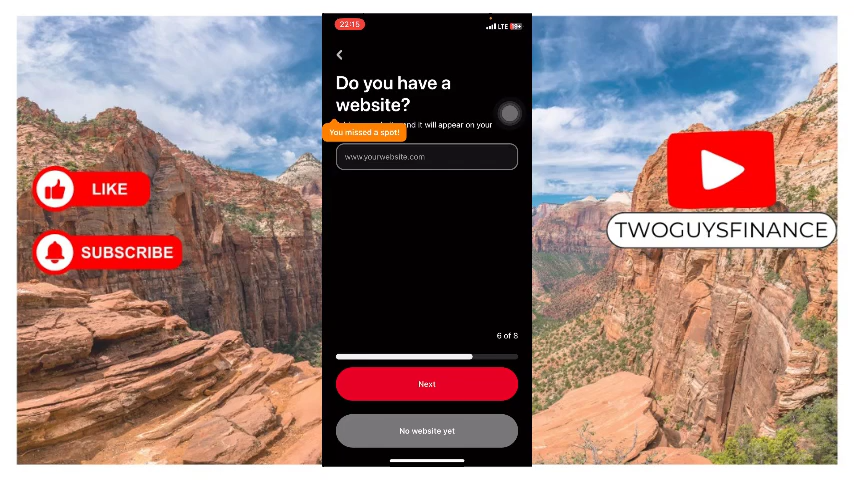 22:15
LTE
Do you have a
website?
and it will appear on your
You missed a spot!
www.yourwebsite.com
6 of 8
Next
No website yet
LIKE
SUBSCRIBE
TWOGUYSFINANCE